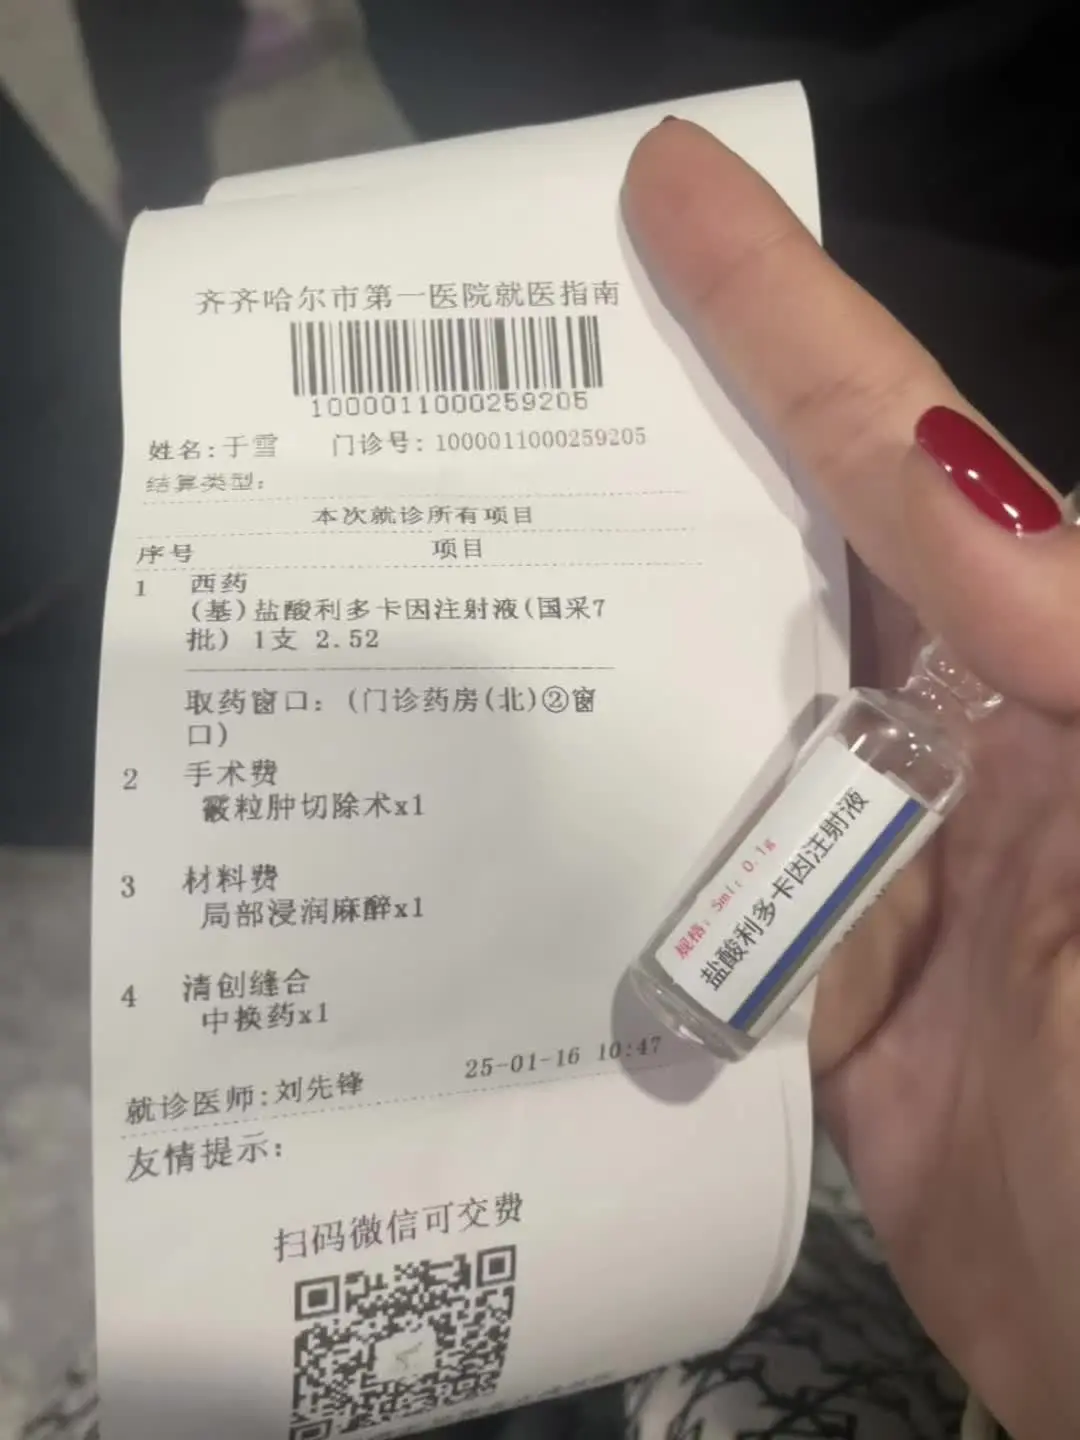 齐齐哈尔市第一医院就医指南
1000011000259205
姓名:于雪 门诊号:1000011000259205
结算类型:
本次就诊所有项目
序号 项目
1 西药
(基)盐酸利多卡因注射液(国采7
批) 1支 2.52
取药窗口: (门诊药房(北)②窗
口)
2 手术费
粒肿切除术x1
3 材料费
局部浸润麻醉x1
4 清创缝合
中换药x1
25-01-16 10:47
就诊医师:刘先锋
友情提示:
扫码微信可交费
规格: 5ml: 0.1g
盐酸利多卡因注射液